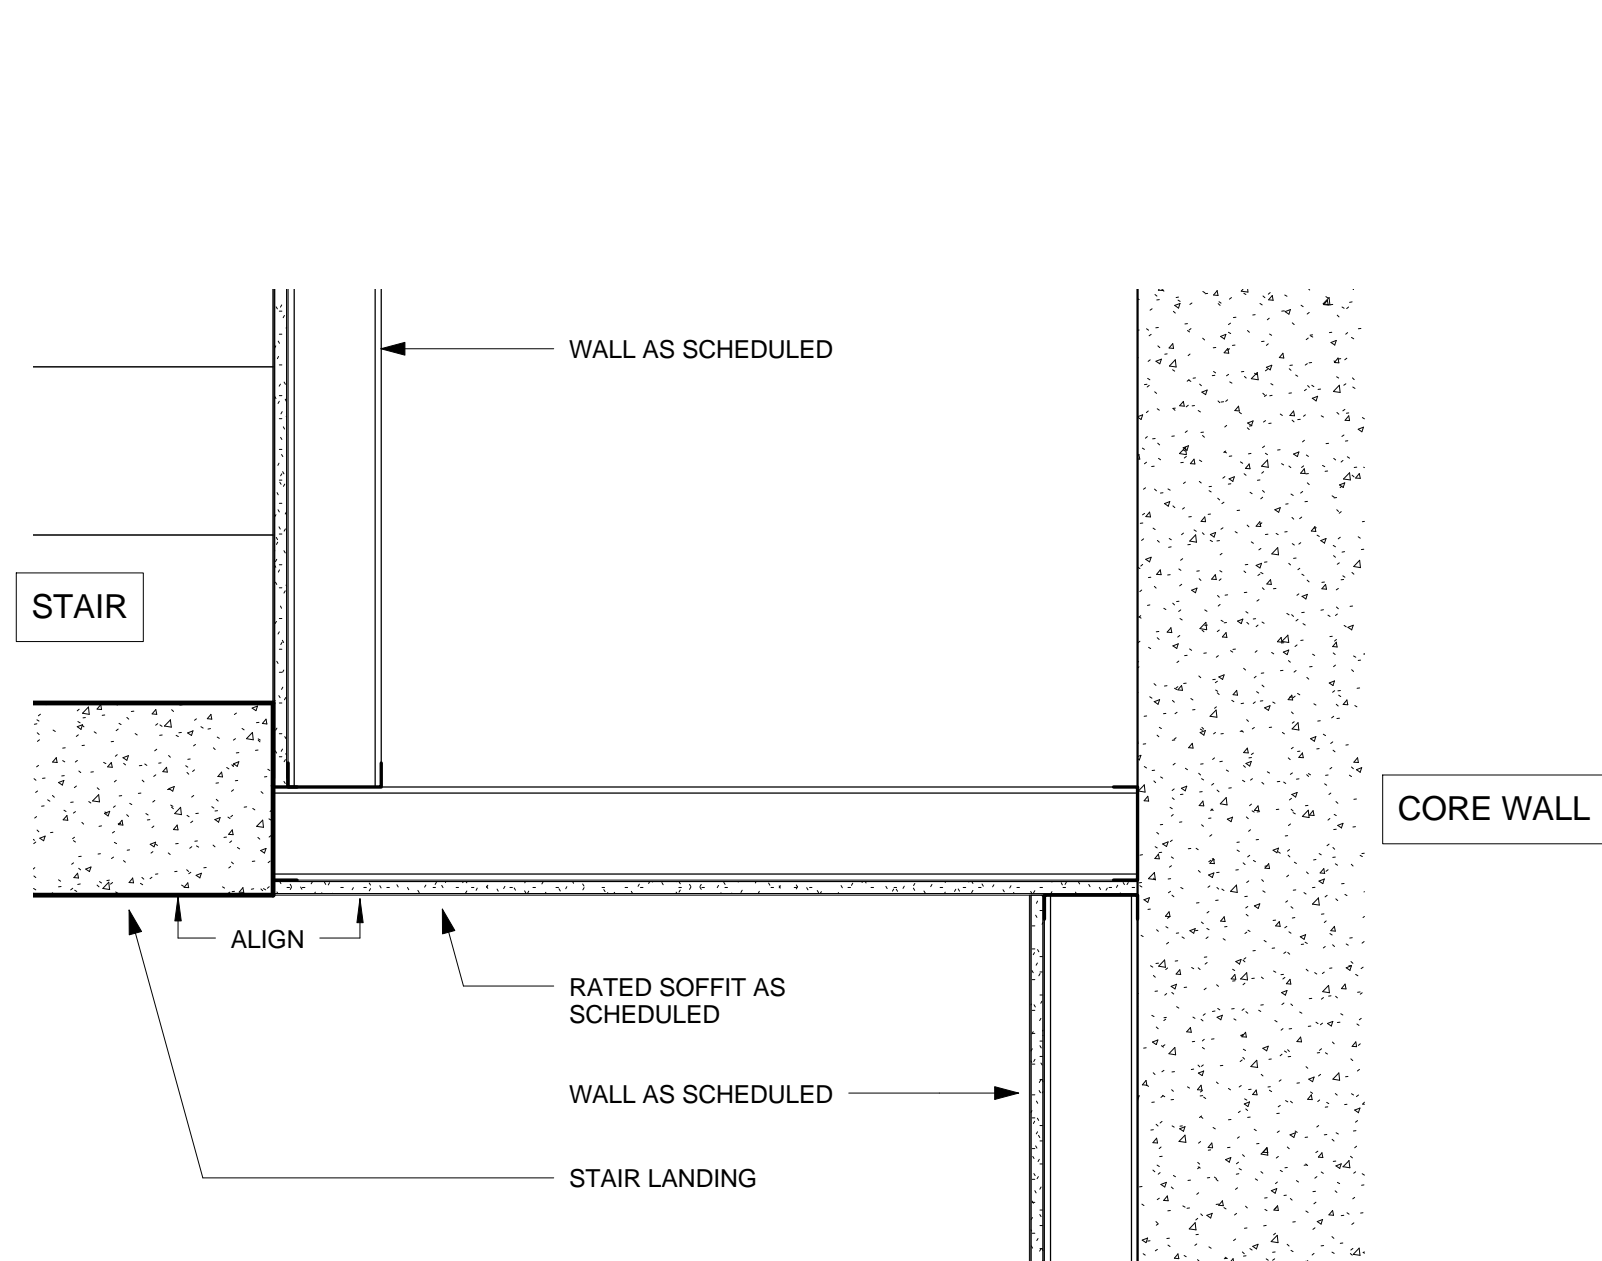 WALL AS SCHEDULED
STAIR
CORE WALL
ALIGN
RATED SOFFIT AS
SCHEDULED
WALL AS SCHEDULED
STAIR LANDING